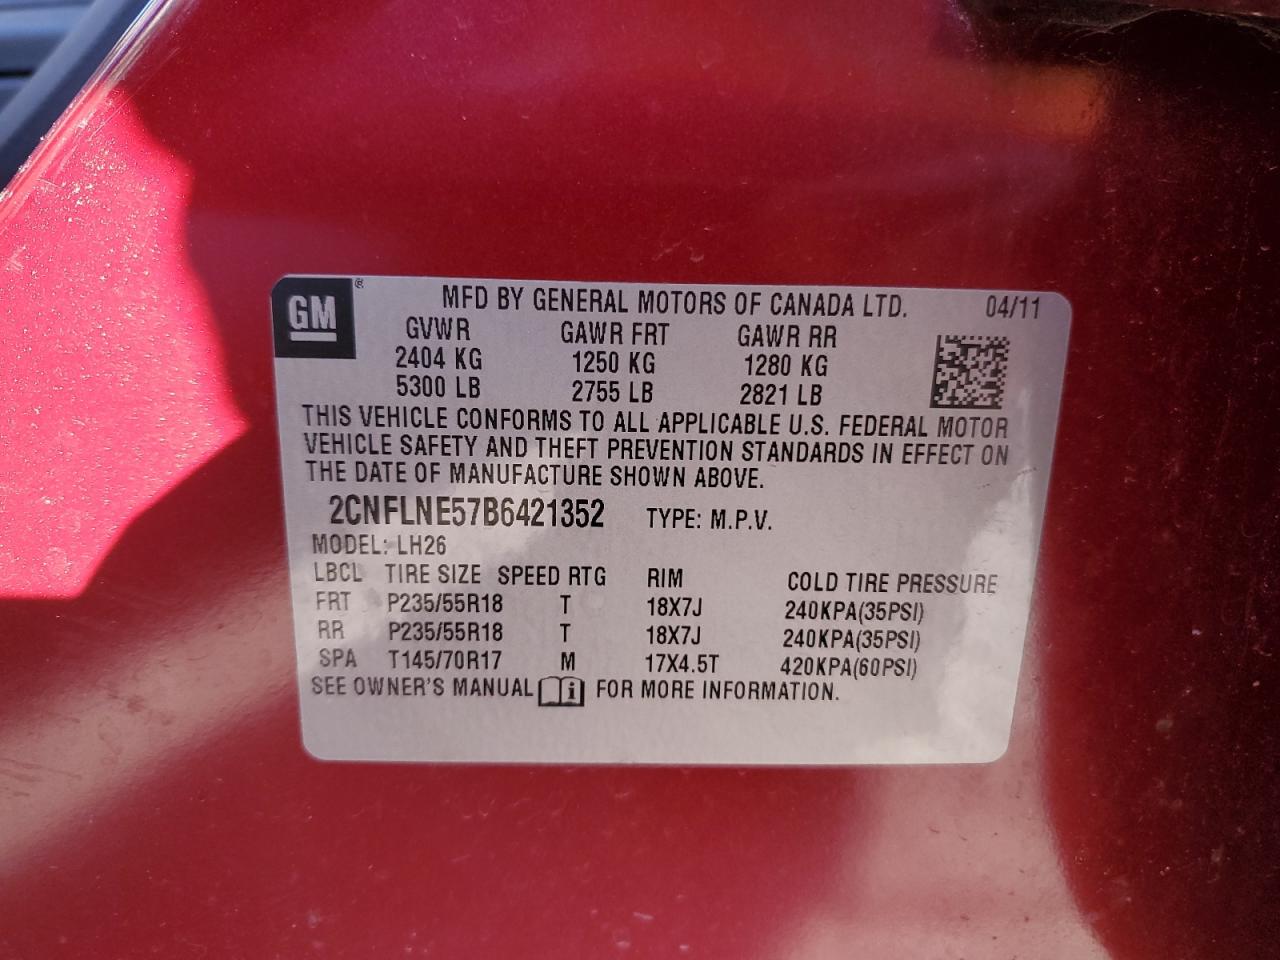 GM ® MFD BY GENERAL MOTORS OF CANADA LTD. 04/11
GVWR GAWR FRT GAWR RR
2404 KG 1250 KG 1280 KG
5300 LB 2755 LB 2821 LB
THIS VEHICLE CONFORMS TO ALL APPLICABLE U.S. FEDERAL MOTOR
VEHICLE SAFETY AND THEFT PREVENTION STANDARDS IN EFFECT ON
THE DATE OF MANUFACTURE SHOWN ABOVE.
2CNFLNE57B6421352 TYPE: M.P.V.
MODEL: LH26
LBCL TIRE SIZE SPEED RTG RIM COLD TIRE PRESSURE
FRT P235/55R18 T 18X7J 240KPA(35PSI)
RR P235/55R18 T 18X7J 240KPA(35PSI)
SPA T145/70R17 M 17X4.5T 420KPA(60PSI)
SEE OWNER'S MANUAL i FOR MORE INFORMATION.